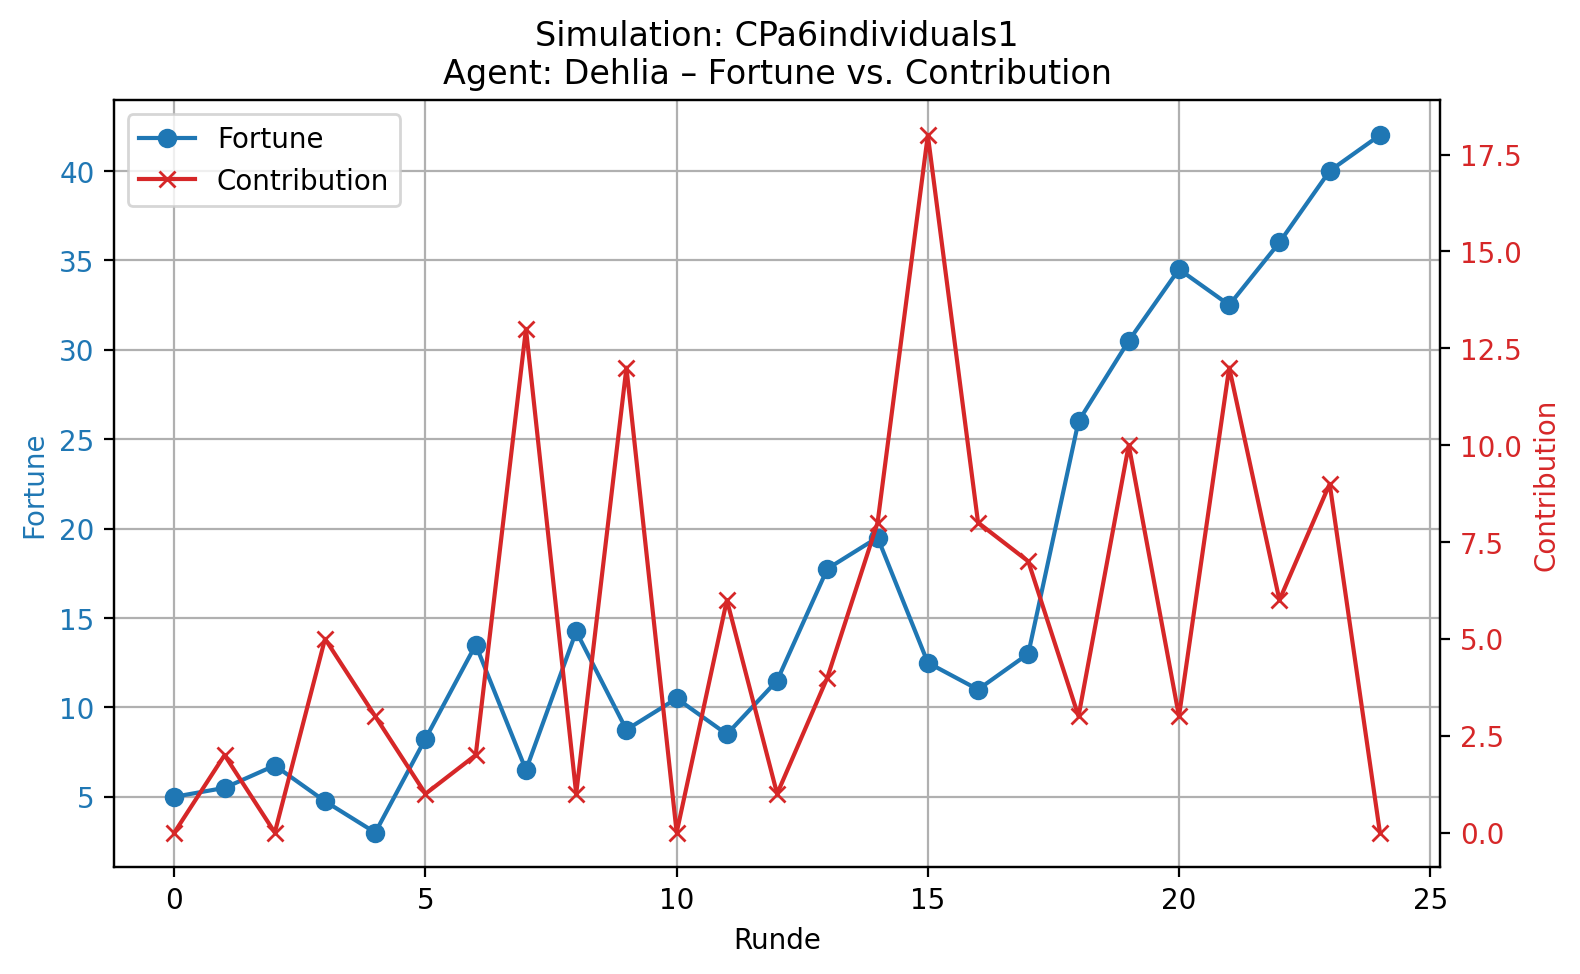 Simulation: CPa6individuals1
Agent: Dehlia – Fortune vs. Contribution
Fortune
Contribution
40
35
30
25
20
15
10
5
Fortune
17.5
15.0
12.5
10.0
7.5
5.0
2.5
0.0
Contribution
0 5 10 15 20 25
Runde